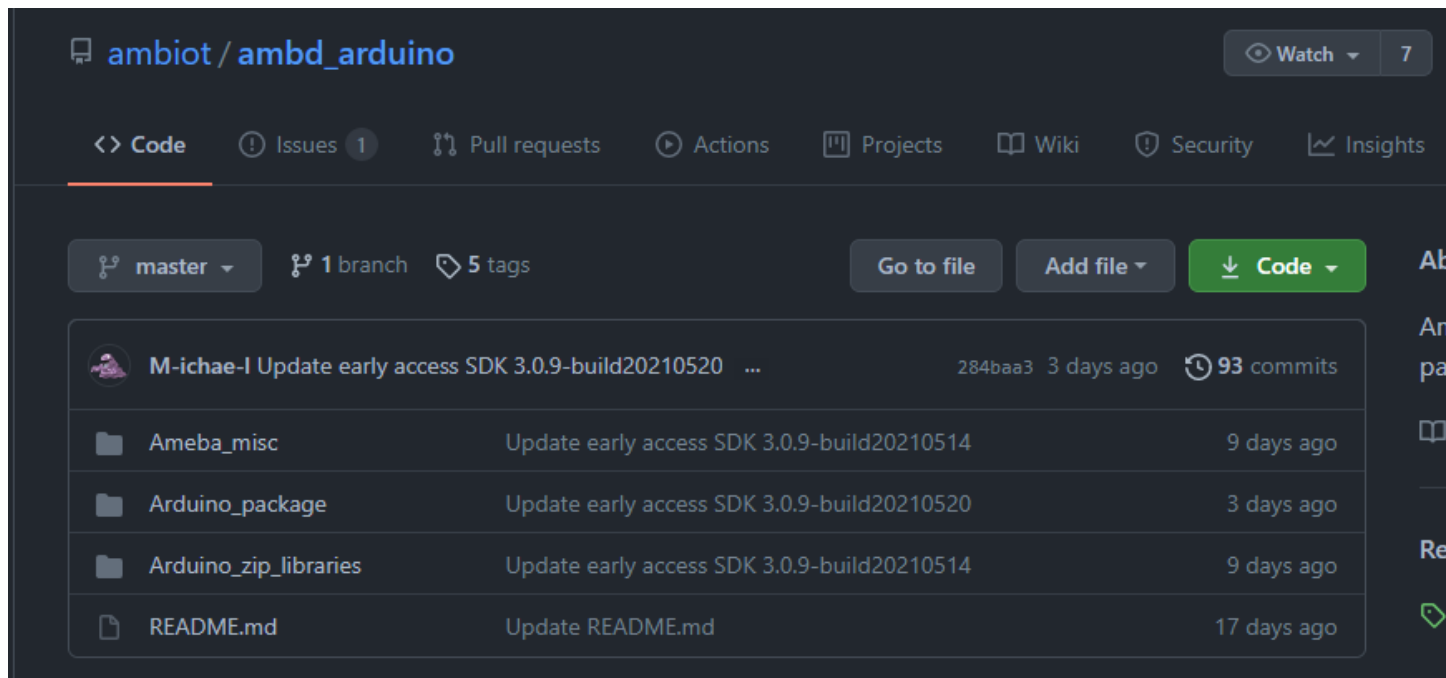 ambiot / ambd_arduino
Watch 7
<> Code Issues 1 Pull requests Actions Projects Wiki Security Insights
master 1 branch 5 tags Go to file Add file Code
M-ichae-l Update early access SDK 3.0.9-build20210520 ... 284baa3 3 days ago 93 commits
Ameba_misc Update early access SDK 3.0.9-build20210514 9 days ago
Arduino_package Update early access SDK 3.0.9-build20210520 3 days ago
Arduino_zip_libraries Update early access SDK 3.0.9-build20210514 9 days ago
README.md Update README.md 17 days ago